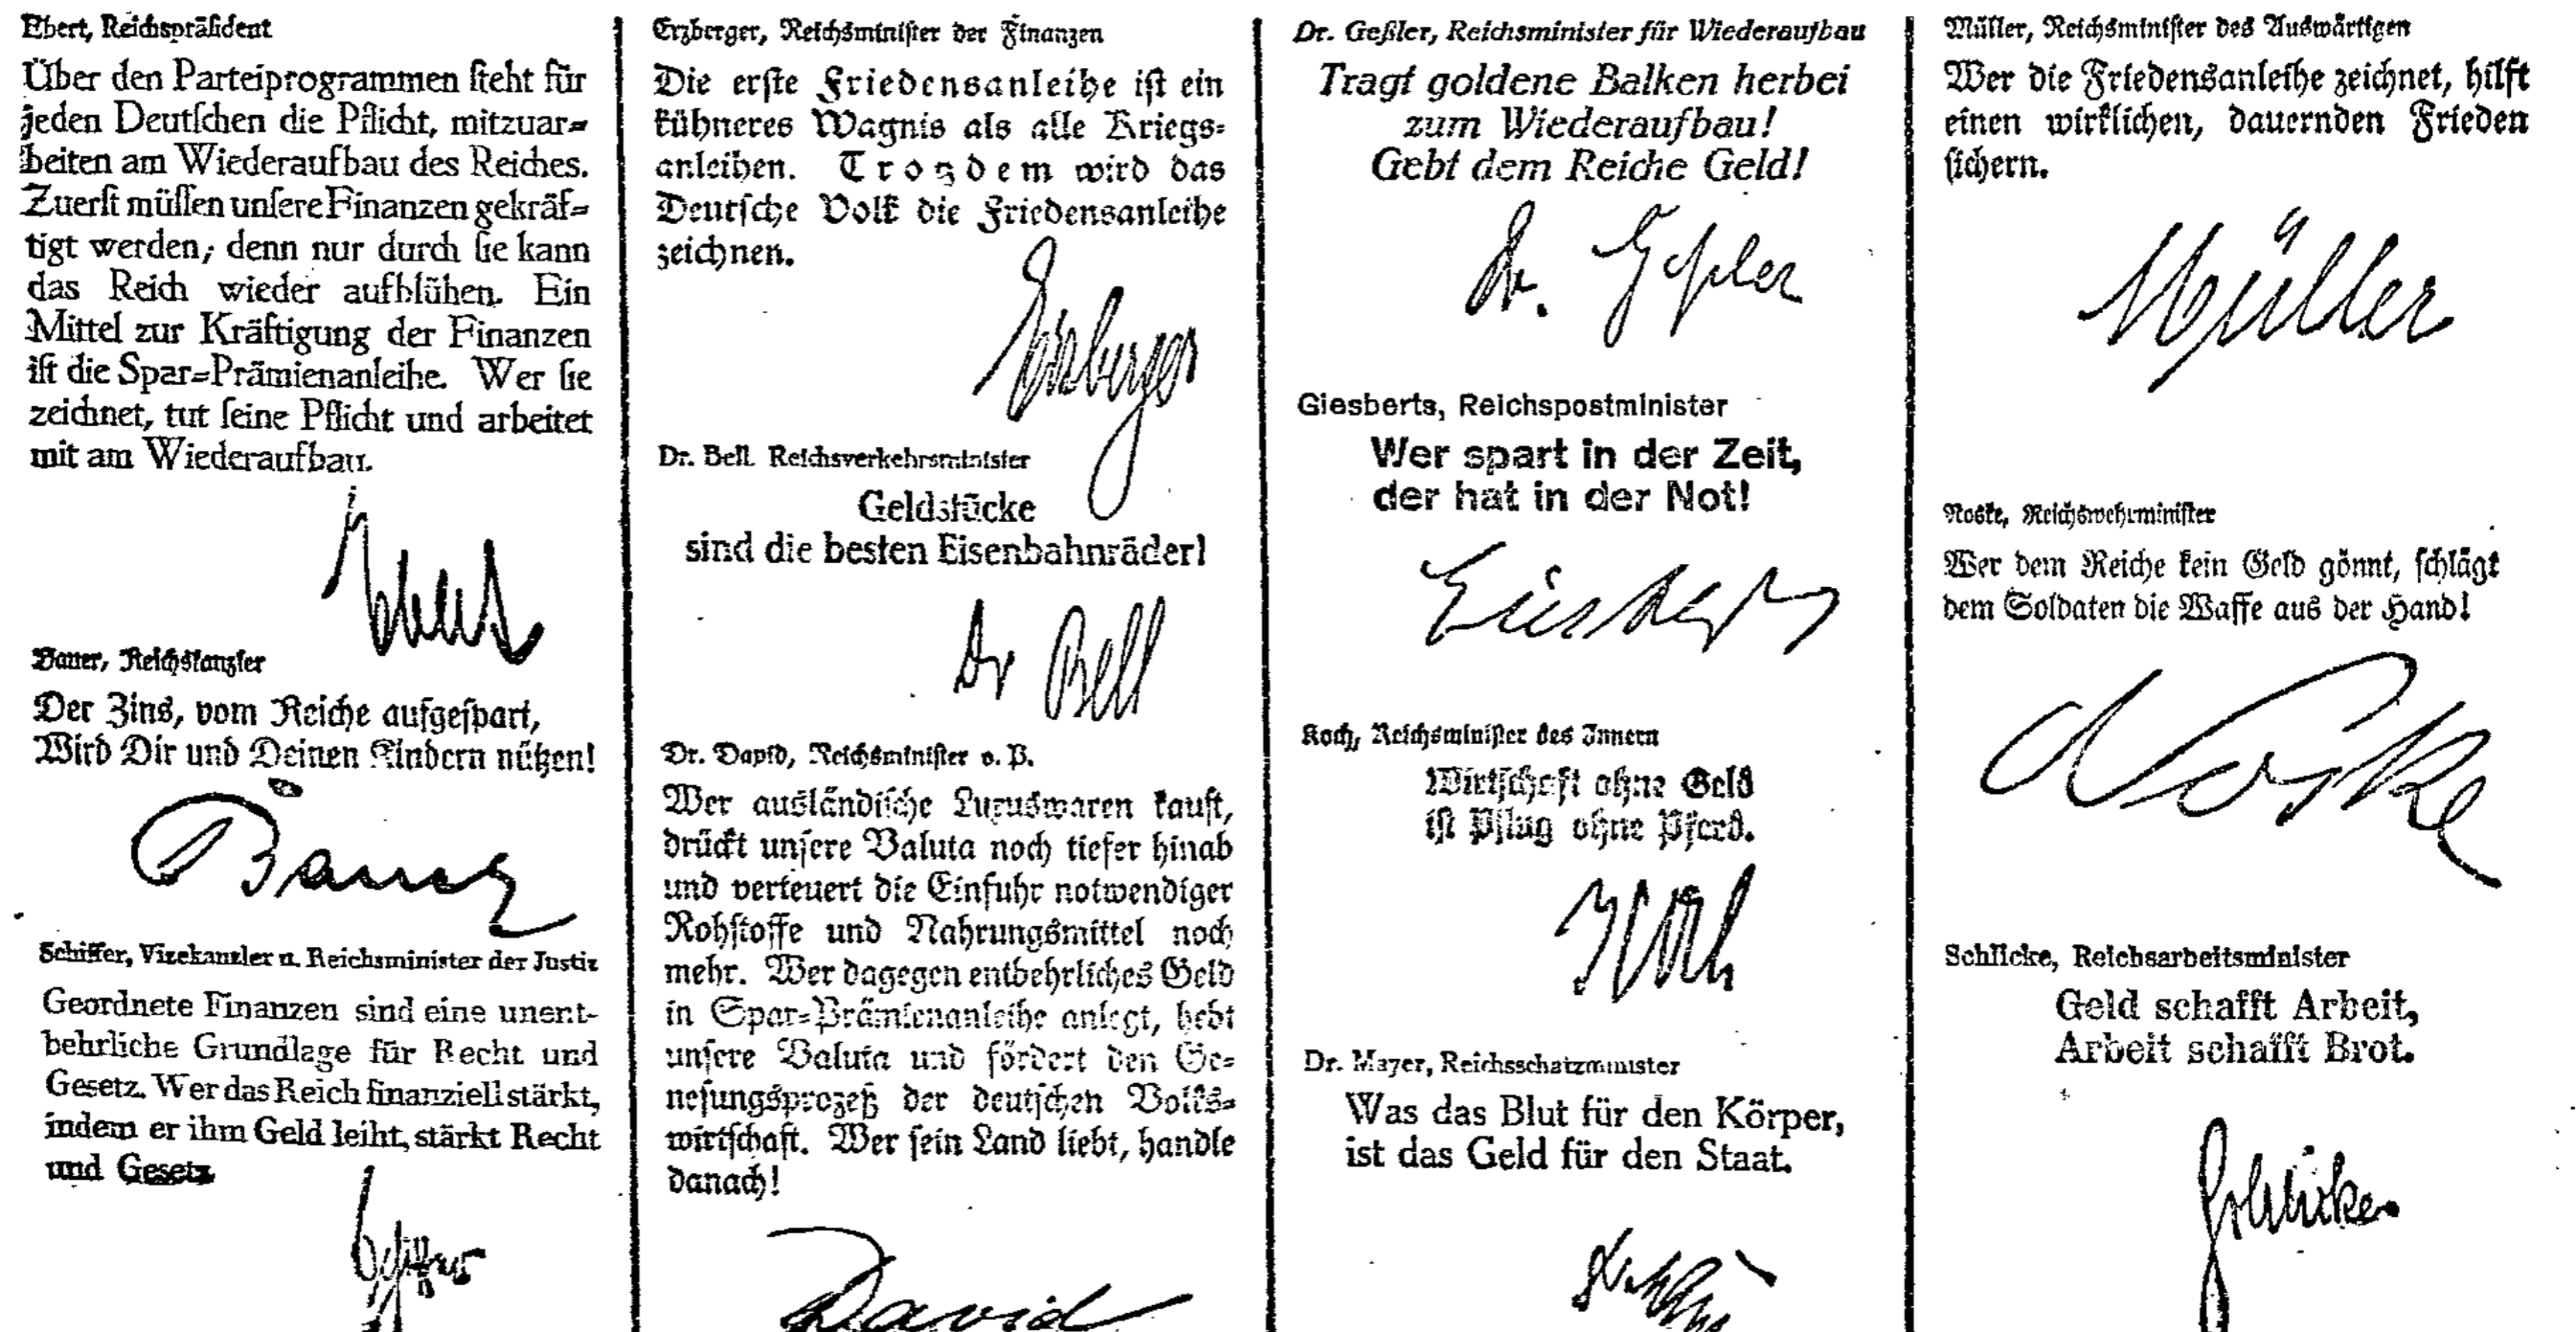 Ebert, Reichspräsident
Über den Parteiprogrammen steht für
jeden Deutschen die Pflicht, mitzuar-
beiten am Wiederaufbau des Reiches.
Zuerst müssen unsere Finanzen gekräf-
tigt werden; denn nur durch sie kann
das Reich wieder aufblühen. Ein
Mittel zur Kräftigung der Finanzen
ist die Spar-Prämienanleihe. Wer sie
zeichnet, tut seine Pflicht und arbeitet
mit am Wiederaufbau.
Ebert
Bauer, Reichskanzler
Der Zins, vom Reiche aufgespart,
Wird Dir und Deinen Kindern nützen!
Bauer
Schiffer, Vizekanzler u. Reichsminister der Justiz
Geordnete Finanzen sind eine unent-
behrliche Grundlage für Recht und
Gesetz. Wer das Reich finanziell stärkt,
indem er ihm Geld leiht, stärkt Recht
und Gesetz
Schiffer
Erzberger, Reichsminister der Finanzen
Die erste Friedensanleihe ist ein
kühneres Wagnis als alle Kriegs-
anleihen. Trotzdem wird das
Deutsche Volk die Friedensanleihe
zeichnen.
Erzberger
Dr. Bell. Reichsverkehrsminister
Geldstücke
sind die besten Eisenbahnräder!
Dr Bell
Dr. David, Reichsminister o. P.
Wer ausländische Luxuswaren kauft,
drückt unsere Valuta noch tiefer hinab
und verteuert die Einfuhr notwendiger
Rohstoffe und Nahrungsmittel noch
mehr. Wer dagegen entbehrliches Geld
in Spar-Prämienanleihe anlegt, hebt
unsere Valuta und fördert den Ge-
nesungsprozeß der deutschen Volks-
wirtschaft. Wer sein Land liebt, handle
danach!
David
Dr. Geßler, Reichsminister für Wiederaufbau
Tragt goldene Balken herbei
zum Wiederaufbau!
Gebt dem Reiche Geld!
Dr. Geßler
Giesberts, Reichspostminister
Wer spart in der Zeit,
der hat in der Not!
Giesberts
Koch, Reichsminister des Innern
Wirtschaft ohne Geld
ist Pflug ohne Pferd.
Koch
Dr. Mayer, Reichsschatzminister
Was das Blut für den Körper,
ist das Geld für den Staat.
Müller, Reichsminister des Auswärtigen
Wer die Friedensanleihe zeichnet, hilft
einen wirklichen, dauernden Frieden
sichern.
Müller
Noske, Reichswehrminister
Wer dem Reiche kein Geld gönnt, schlägt
dem Soldaten die Waffe aus der Hand!
Noske
Schlicke, Reichsarbeitsminister
Geld schafft Arbeit,
Arbeit schafft Brot.
Schlicke